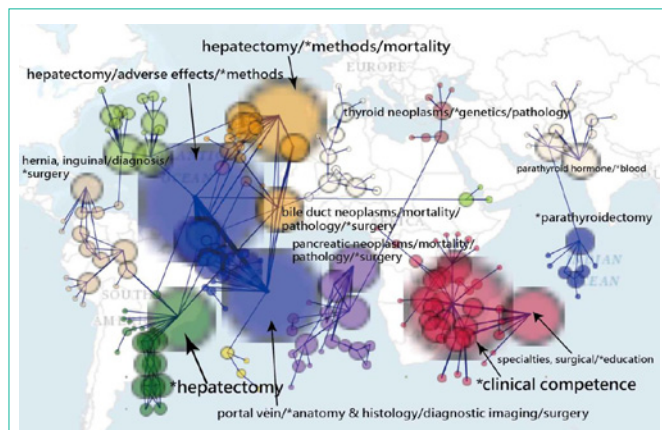 hepatectomy/*methods/mortality
EUROPE
hepatectomy/adverse effects/*methods
thyroid neoplasms/*genetics/pathology
hernia, inguinal/diagnosis/
*surgery
parathyroid hormone/*blood
bile duct neoplasms/mortality/
pathology/*surgery
*parathyroidectomy
pancreatic neoplasms/mortality/
pathology/*surgery
SOUTH
specialties, surgical/*education
*hepatectomy
*clinical competence
portal vein/*anatomy & histology/diagnostic imaging/surgery